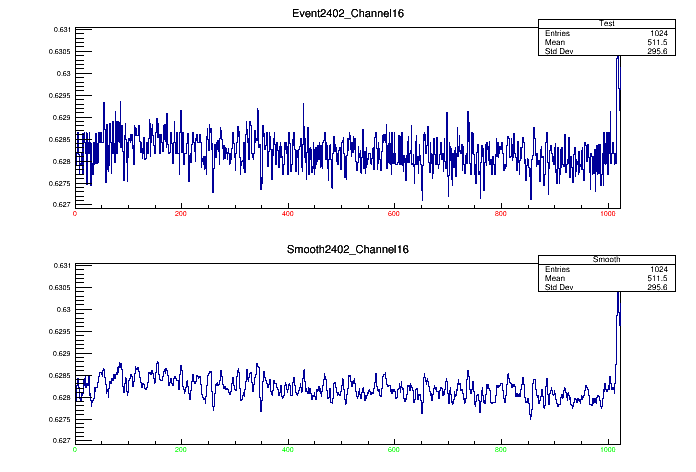 Event2402_Channel16
Test
Entries 1024
Mean 511.5
Std Dev 295.6
0.631
0.6305
0.63
0.6295
0.629
0.6285
0.628
0.6275
0.627
0 200 400 600 800 1000
Smooth2402_Channel16
Smooth
Entries 1024
Mean 511.5
Std Dev 295.6
0.631
0.6305
0.63
0.6295
0.629
0.6285
0.628
0.6275
0.627
0 200 400 600 800 1000